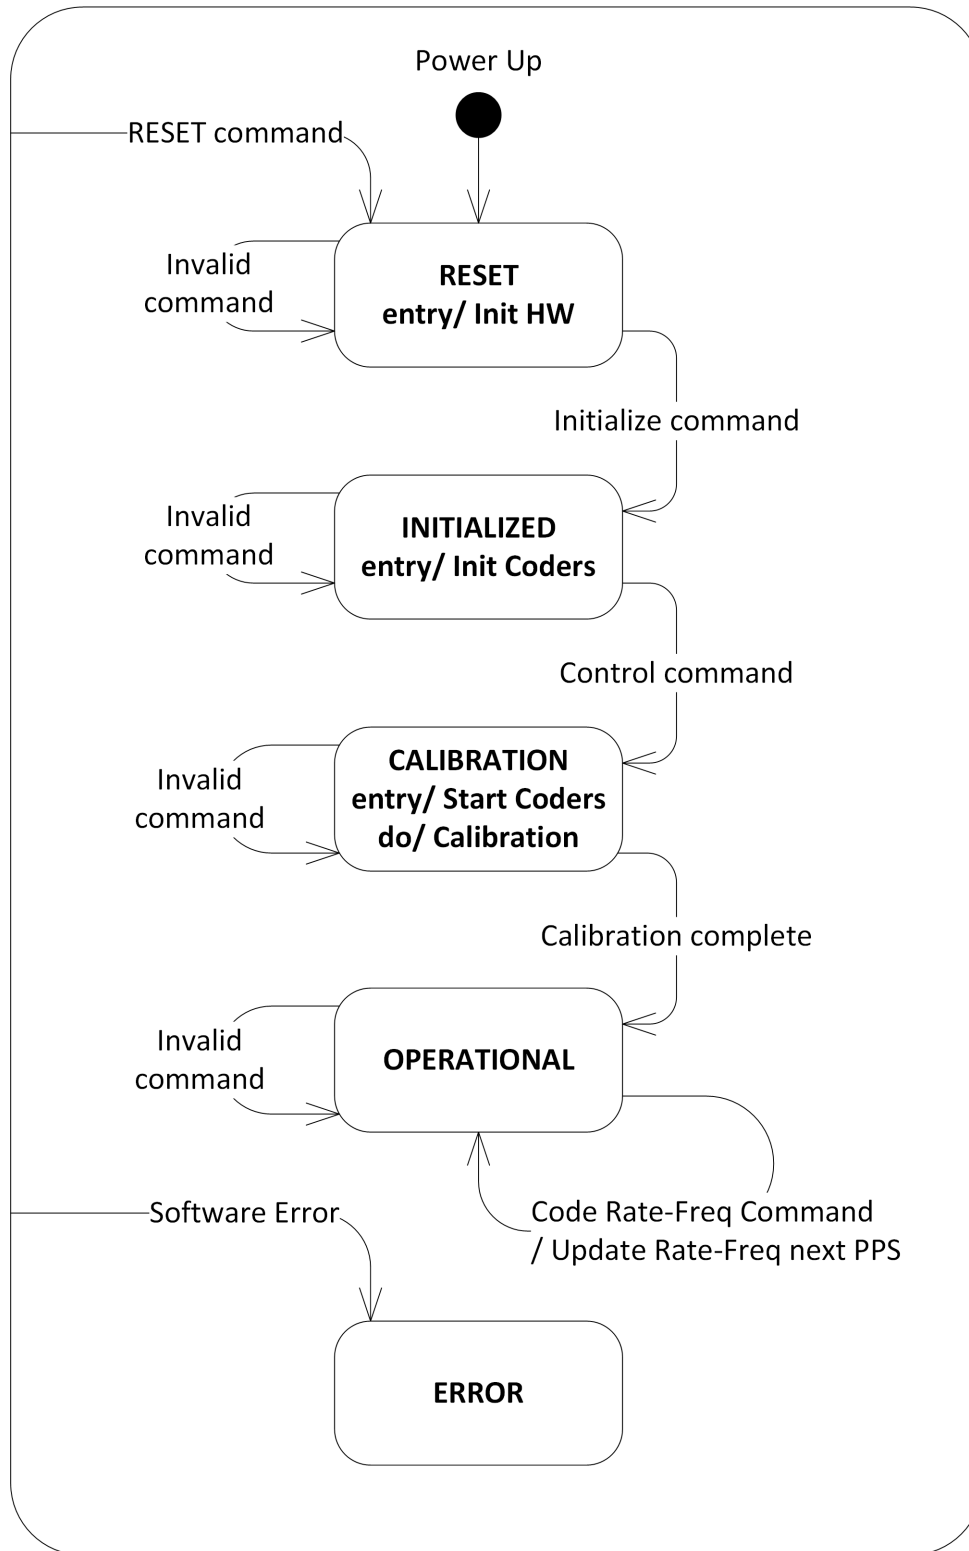 Power Up
RESET command
Invalid
command
RESET
entry/ Init HW
Initialize command
Invalid
command
INITIALIZED
entry/ Init Coders
Control command
Invalid
command
CALIBRATION
entry/ Start Coders
do/ Calibration
Calibration complete
Invalid
command
OPERATIONAL
Software Error
Code Rate-Freq Command
/ Update Rate-Freq next PPS
ERROR